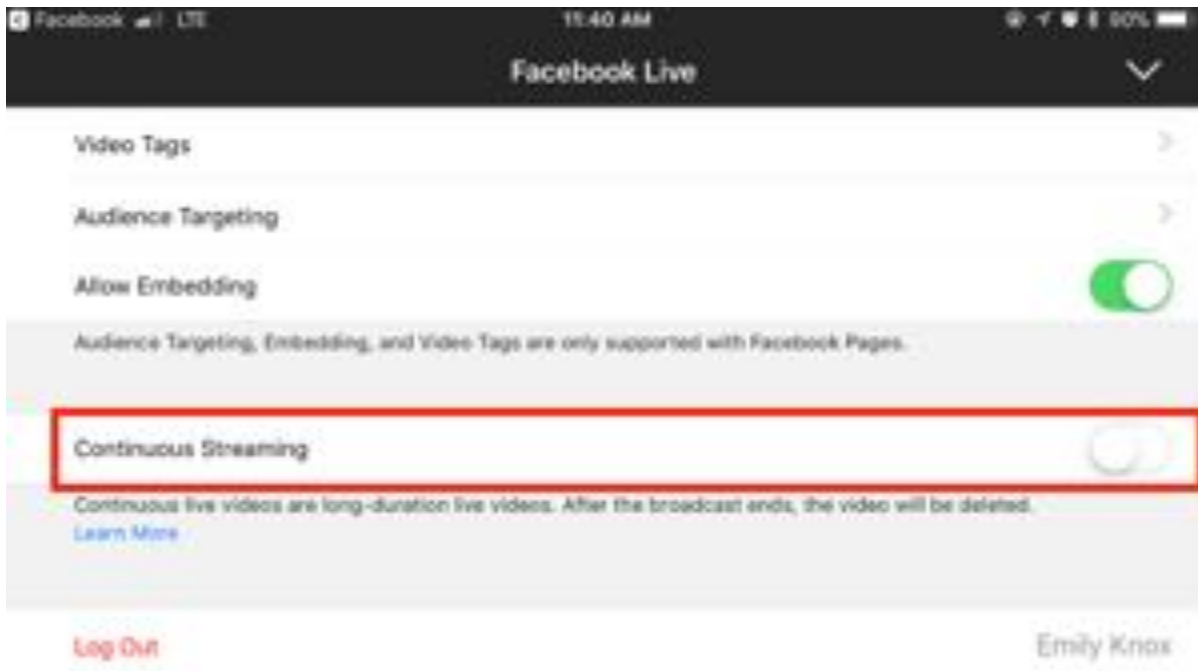 Facebook LTE 11:40 AM 80%
Facebook Live
Video Tags
Audience Targeting
Allow Embedding
Audience Targeting, Embedding, and Video Tags are only supported with Facebook Pages.
Continuous Streaming
Continuous live videos are long-duration live videos. After the broadcast ends, the video will be deleted.
Learn More
Log Out Emily Knox